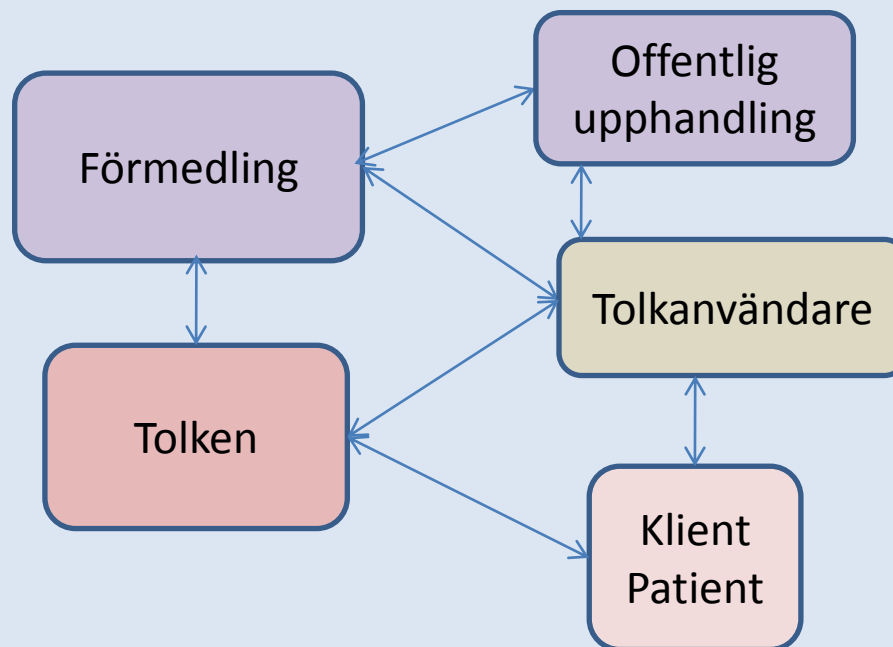 Offentlig
upphandling
Förmedling
Tolkanvändare
Tolken
Klient
Patient